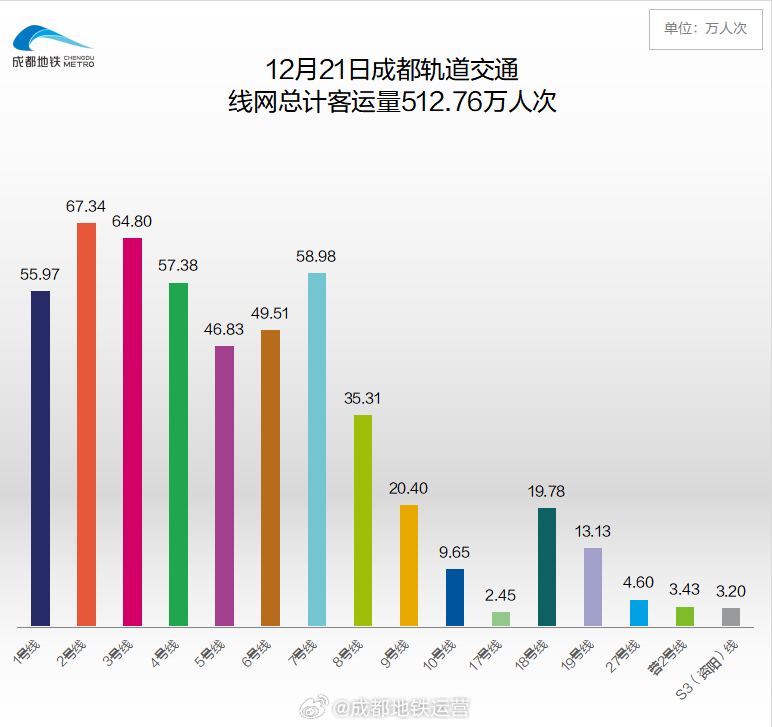 成都地铁 CHENGDU METRO
单位：万人次
12月21日成都轨道交通
线网总计客运量512.76万人次
55.97
67.34
64.80
57.38
46.83
49.51
58.98
35.31
20.40
9.65
2.45
19.78
13.13
4.60
3.43
3.20
1号线
2号线
3号线
4号线
5号线
6号线
7号线
8号线
9号线
10号线
17号线
18号线
19号线
27号线
蓉2号线
S3（资阳）线
@成都地铁运营